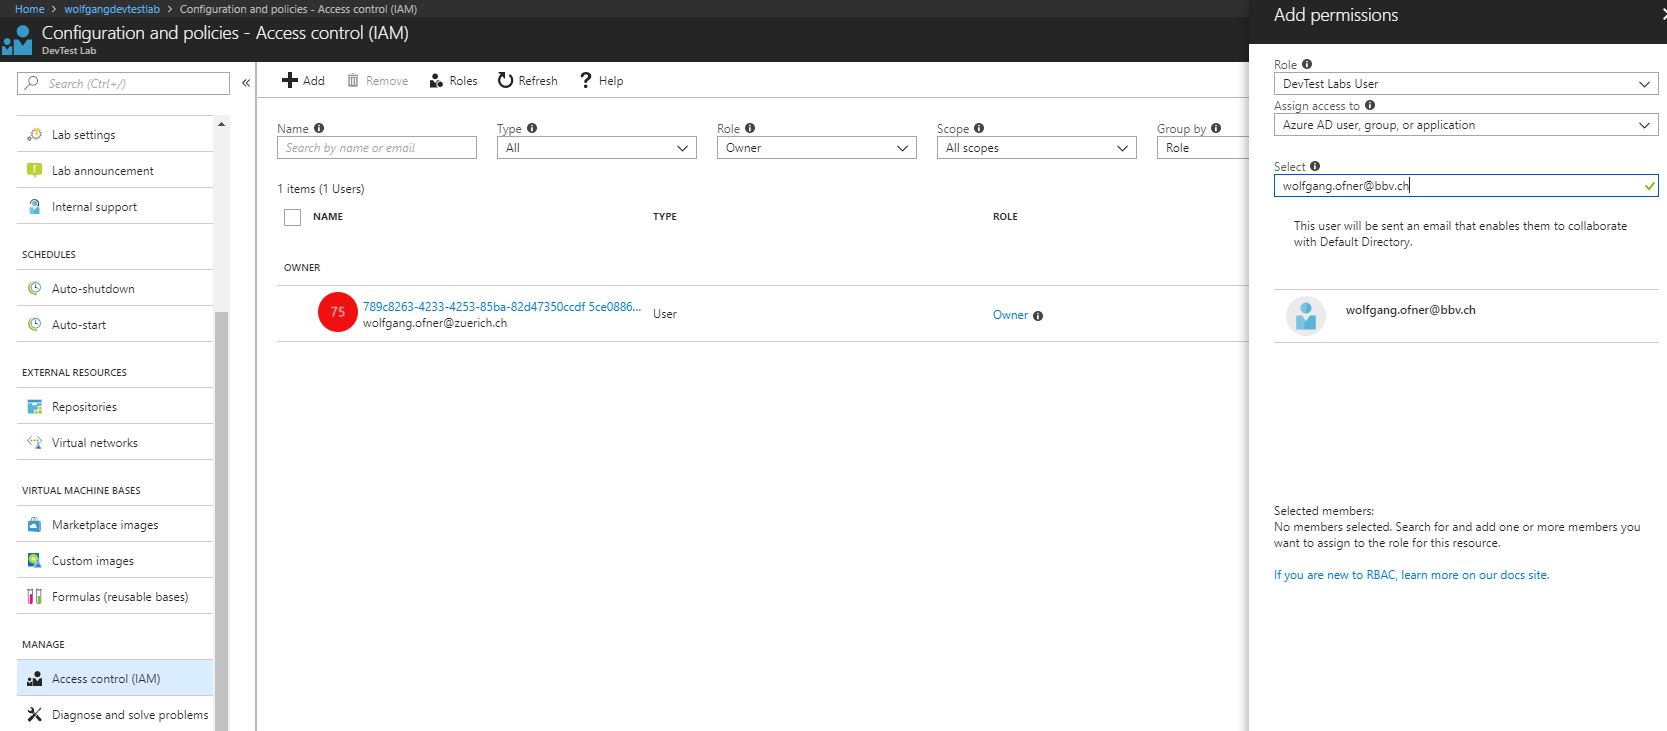 Home > wolfgangdevtestlab > Configuration and policies - Access control (IAM)
Configuration and policies - Access control (IAM)
DevTest Lab
Search (Ctrl+/)
«
Lab settings
Lab announcement
Internal support
SCHEDULES
Auto-shutdown
Auto-start
EXTERNAL RESOURCES
Repositories
Virtual networks
VIRTUAL MACHINE BASES
Marketplace images
Custom images
Formulas (reusable bases)
MANAGE
Access control (IAM)
Diagnose and solve problems
Add Remove Roles Refresh Help
Name Type Role Scope Group by
Search by name or email All Owner All scopes Role
1 items (1 Users)
NAME TYPE ROLE
OWNER
75 789c8263-4233-4253-85ba-82d47350ccdf 5ce0886... User Owner
wolfgang.ofner@zuerich.ch
Add permissions
Role
DevTest Labs User
Assign access to
Azure AD user, group, or application
Select
wolfgang.ofner@bbv.ch
This user will be sent an email that enables them to collaborate
with Default Directory.
wolfgang.ofner@bbv.ch
Selected members:
No members selected. Search for and add one or more members you
want to assign to the role for this resource.
If you are new to RBAC, learn more on our docs site.